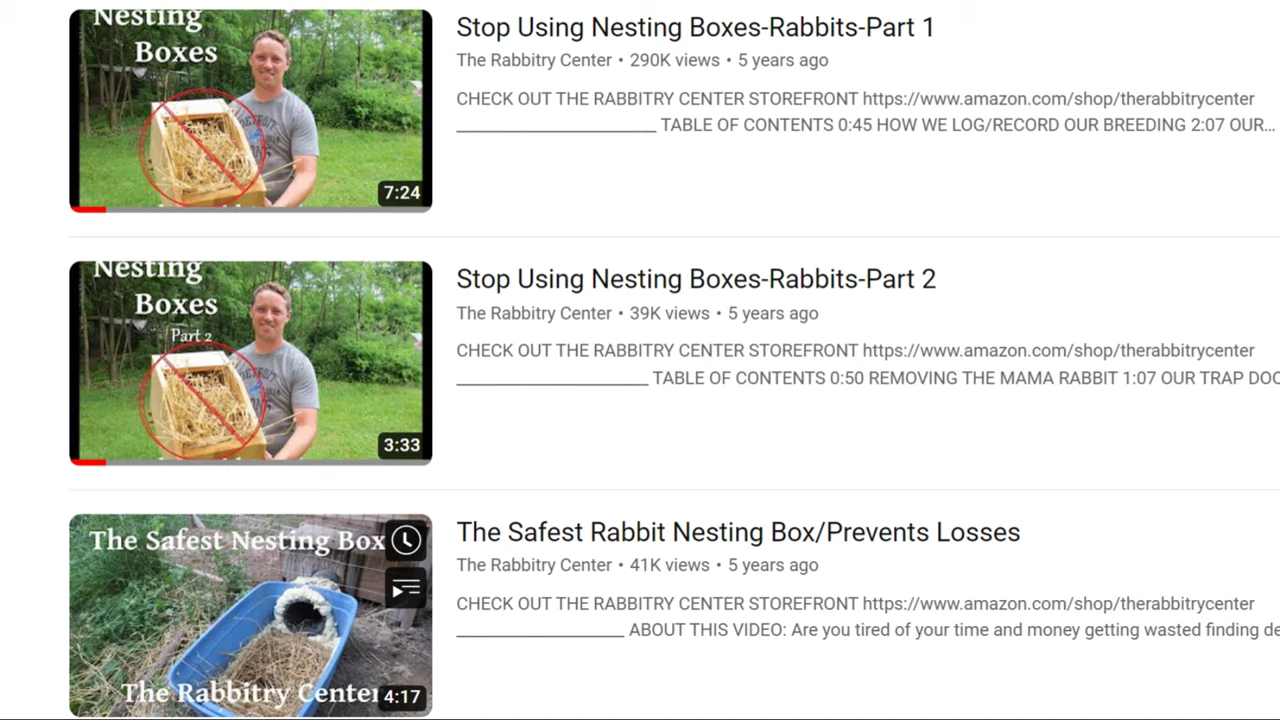 Nesting
Boxes
7:24
Stop Using Nesting Boxes-Rabbits-Part 1
The Rabbitry Center • 290K views • 5 years ago
CHECK OUT THE RABBITRY CENTER STOREFRONT https://www.amazon.com/shop/therabbitrycenter
_______________________ TABLE OF CONTENTS 0:45 HOW WE LOG/RECORD OUR BREEDING 2:07 OUR...
Nesting
Boxes
Part 2
DETROIT
3:33
Stop Using Nesting Boxes-Rabbits-Part 2
The Rabbitry Center • 39K views • 5 years ago
CHECK OUT THE RABBITRY CENTER STOREFRONT https://www.amazon.com/shop/therabbitrycenter
______________________ TABLE OF CONTENTS 0:50 REMOVING THE MAMA RABBIT 1:07 OUR TRAP DOO
The Safest Nesting Box
The Rabbitry Center
4:17
The Safest Rabbit Nesting Box/Prevents Losses
The Rabbitry Center • 41K views • 5 years ago
CHECK OUT THE RABBITRY CENTER STOREFRONT https://www.amazon.com/shop/therabbitrycenter
___________________ ABOUT THIS VIDEO: Are you tired of your time and money getting wasted finding de